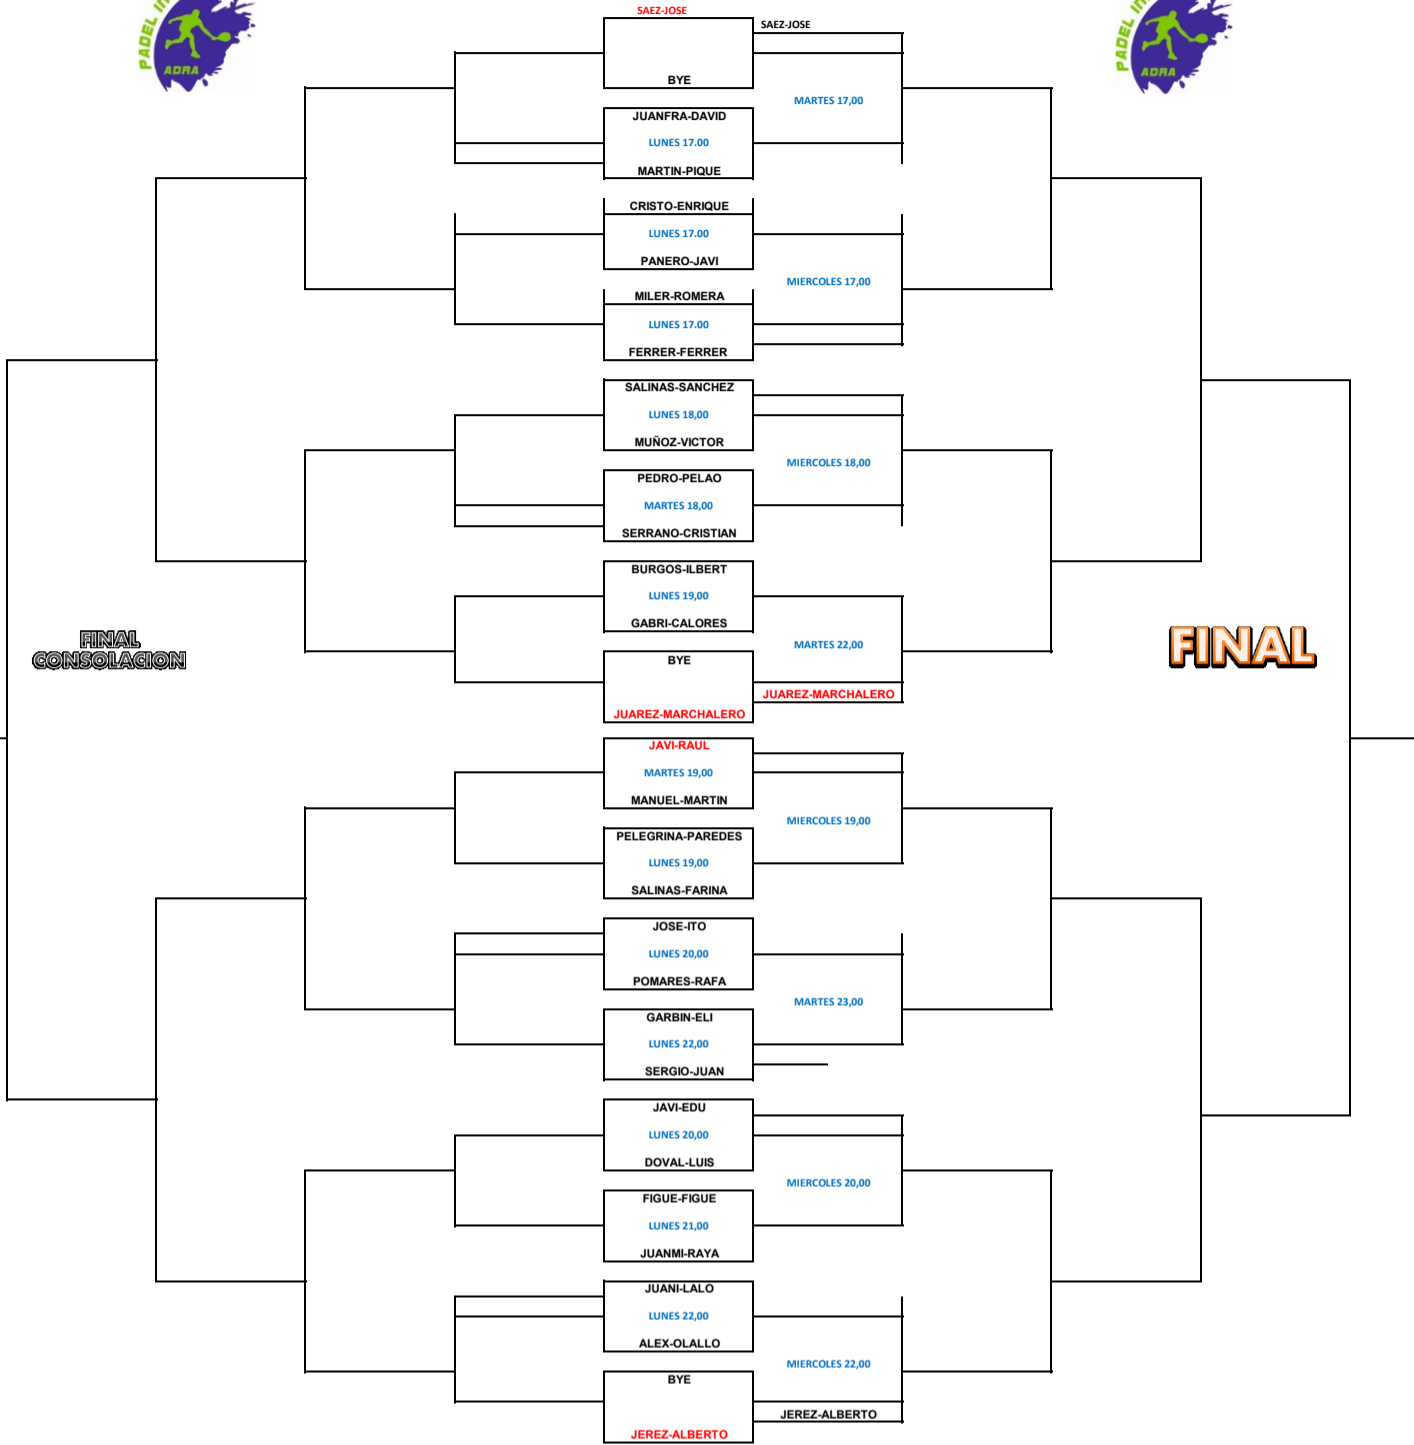 PADEL IN
ADRA
PADEL IN
ADRA
SAEZ-JOSE
SAEZ-JOSE
BYE
MARTES 17,00
JUANFRA-DAVID
LUNES 17.00
MARTIN-PIQUE
CRISTO-ENRIQUE
LUNES 17.00
PANERO-JAVI
MIERCOLES 17,00
MILER-ROMERA
LUNES 17.00
FERRER-FERRER
SALINAS-SANCHEZ
LUNES 18,00
MUÑOZ-VICTOR
MIERCOLES 18,00
PEDRO-PELAO
MARTES 18,00
SERRANO-CRISTIAN
BURGOS-ILBERT
LUNES 19,00
GABRI-CALORES
FINAL
CONSOLACION
MARTES 22,00
FINAL
BYE
JUAREZ-MARCHALERO
JUAREZ-MARCHALERO
JAVI-RAUL
MARTES 19,00
MANUEL-MARTIN
MIERCOLES 19,00
PELEGRINA-PAREDES
LUNES 19,00
SALINAS-FARINA
JOSE-ITO
LUNES 20,00
POMARES-RAFA
MARTES 23,00
GARBIN-ELI
LUNES 22,00
SERGIO-JUAN
JAVI-EDU
LUNES 20,00
DOVAL-LUIS
MIERCOLES 20,00
FIGUE-FIGUE
LUNES 21,00
JUANMI-RAYA
JUANI-LALO
LUNES 22,00
ALEX-OLALLO
MIERCOLES 22,00
BYE
JEREZ-ALBERTO
JEREZ-ALBERTO